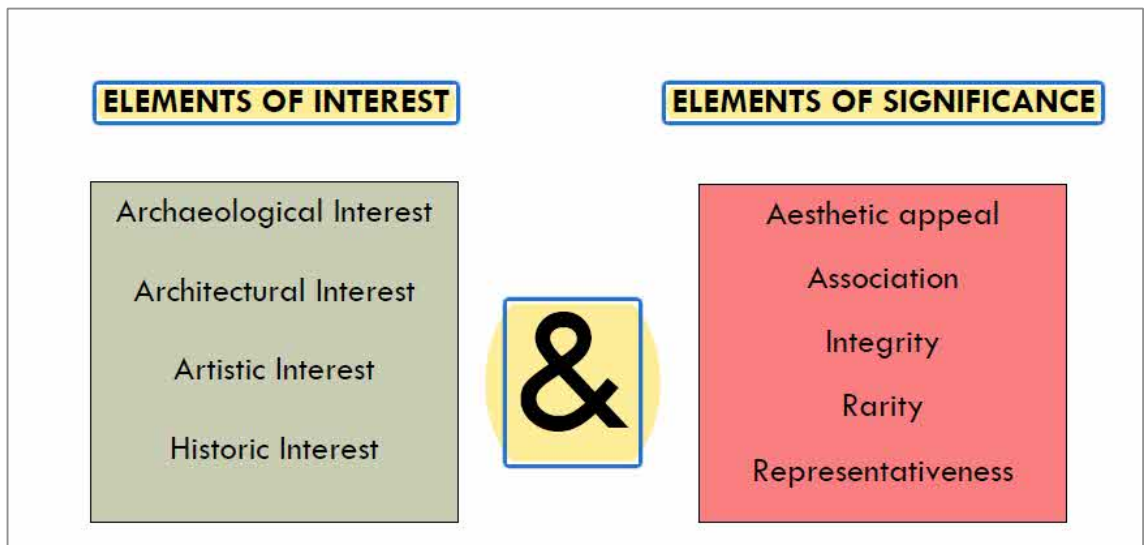 ELEMENTS OF INTEREST
Archaeological Interest
Architectural Interest
Artistic Interest
Historic Interest
&
ELEMENTS OF SIGNIFICANCE
Aesthetic appeal
Association
Integrity
Rarity
Representativeness